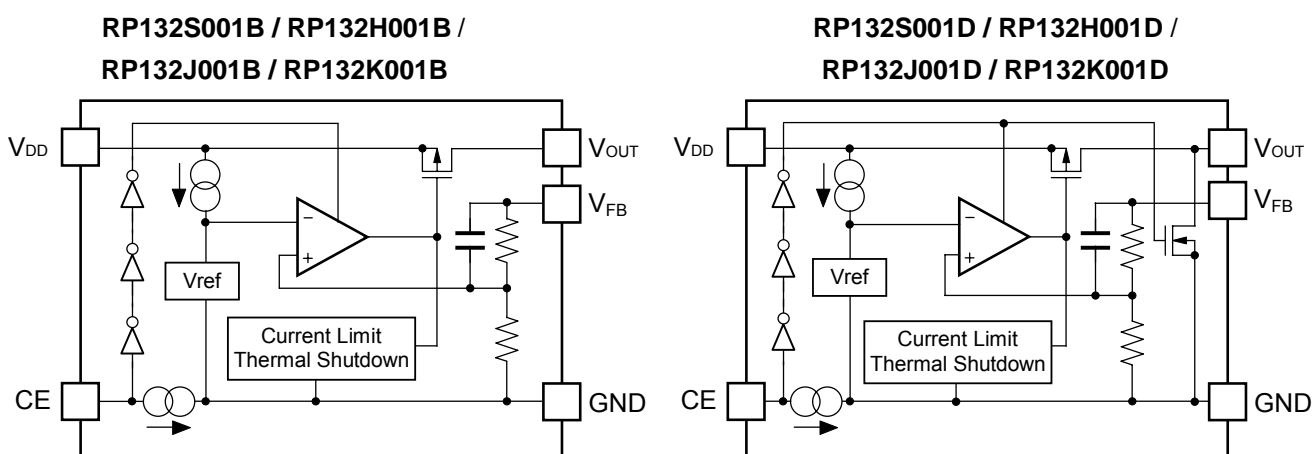 RP132S001B / RP132H001B /
RP132J001B / RP132K001B
VDD
VOUT
VFB
−
+
Vref
Current Limit
Thermal Shutdown
CE
GND
RP132S001D / RP132H001D /
RP132J001D / RP132K001D
VDD
VOUT
VFB
−
+
Vref
Current Limit
Thermal Shutdown
CE
GND